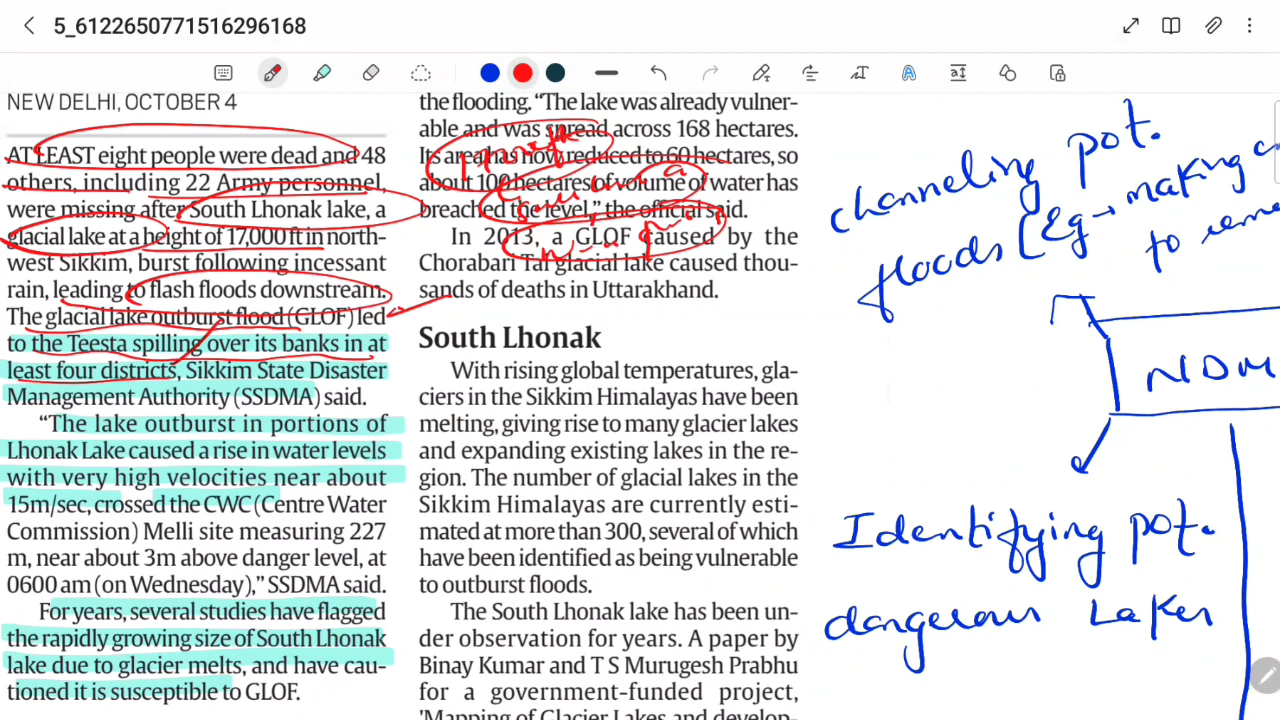 5_6122650771516296168
NEW DELHI, OCTOBER 4
AT LEAST eight people were dead and 48
others, including 22 Army personnel,
were missing after South Lhonak lake, a
glacial lake at a height of 17,000 ft in north-
west Sikkim, burst following incessant
rain, leading to flash floods downstream.
The glacial lake outburst flood (GLOF) led
to the Teesta spilling over its banks in at
least four districts, Sikkim State Disaster
Management Authority (SSDMA) said.
“The lake outburst in portions of
Lhonak Lake caused a rise in water levels
with very high velocities near about
15m/sec, crossed the CWC (Centre Water
Commission) Melli site measuring 227
m, near about 3m above danger level, at
0600 am (on Wednesday),” SSDMA said.
For years, several studies have flagged
the rapidly growing size of South Lhonak
lake due to glacier melts, and have cau-
tioned it is susceptible to GLOF.
the flooding. “The lake was already vulner-
able and was spread across 168 hectares.
Its area has now reduced to 60 hectares, so
about 100 hectares of volume of water has
breached the level,” the official said.
In 2013, a GLOF caused by the
Chorabari Tal glacial lake caused thou-
sands of deaths in Uttarakhand.
South Lhonak
With rising global temperatures, gla-
ciers in the Sikkim Himalayas have been
melting, giving rise to many glacier lakes
and expanding existing lakes in the re-
gion. The number of glacial lakes in the
Sikkim Himalayas are currently esti-
mated at more than 300, several of which
have been identified as being vulnerable
to outburst floods.
The South Lhonak lake has been un-
der observation for years. A paper by
Binay Kumar and T S Murugesh Prabhu
for a government-funded project,
'Mapping of Glacier Lakes and develop-
channeling pot.
floods (Eg → making
to
NDM
Identifying pot.
dangerous Lakes